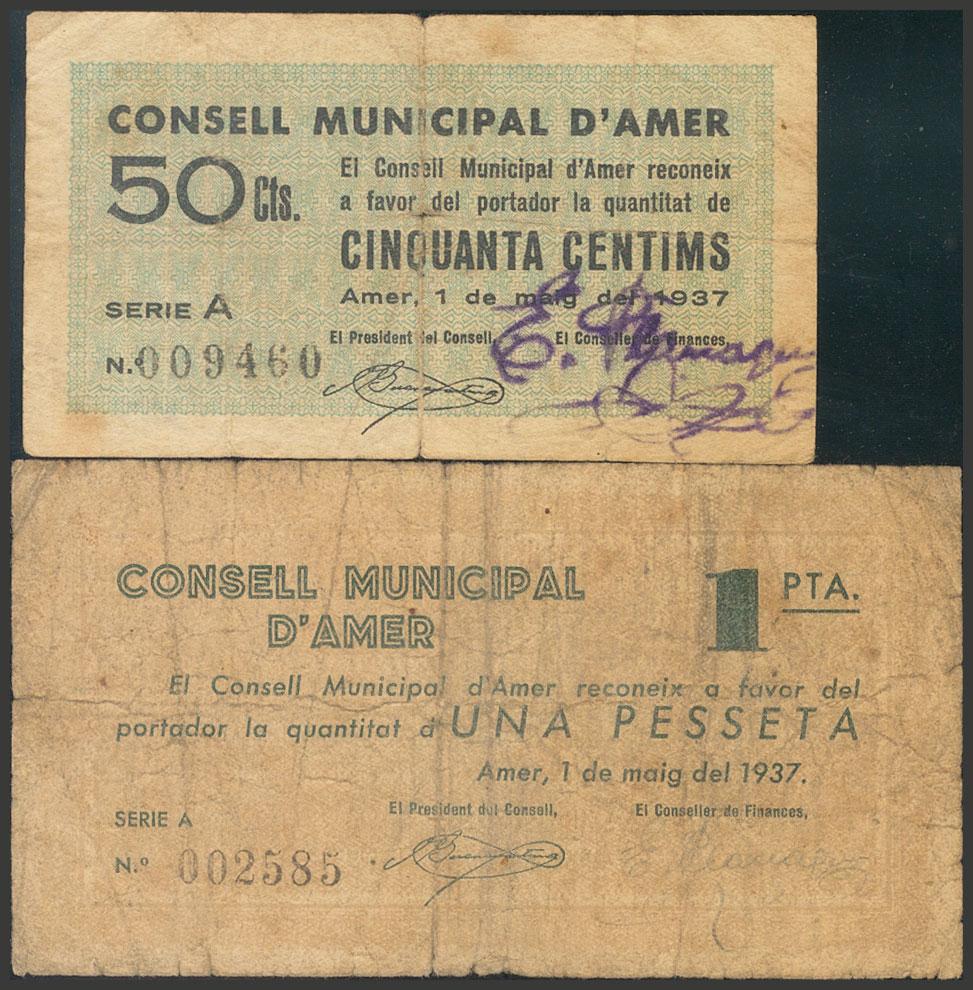 CONSELL MUNICIPAL D'AMER
50 Cts.
El Consell Municipal d'Amer reconeix
a favor del portador la quantitat de
CINQUANTA CENTIMS
Amer, 1 de maig del 1937
SERIE A
El President del Consell, El Conseller de Finances,
N.º 009460
CONSELL MUNICIPAL
D'AMER
1 PTA.
El Consell Municipal d'Amer reconeix a favor del
portador la quantitat d'UNA PESSETA
Amer, 1 de maig del 1937.
El President del Consell, El Conseller de Finances,
SERIE A
N.º 002585